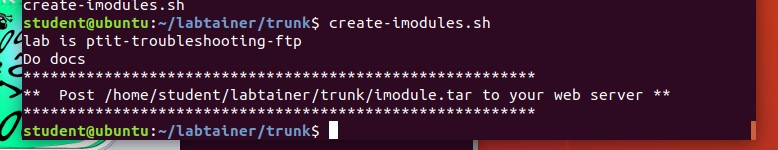 create-imodules.sh
student@ubuntu:~/labtainer/trunk$ create-imodules.sh
lab is ptit-troubleshooting-ftp
Do docs
*********************************************************
**  Post /home/student/labtainer/trunk/imodule.tar to your web server **
*********************************************************
student@ubuntu:~/labtainer/trunk$